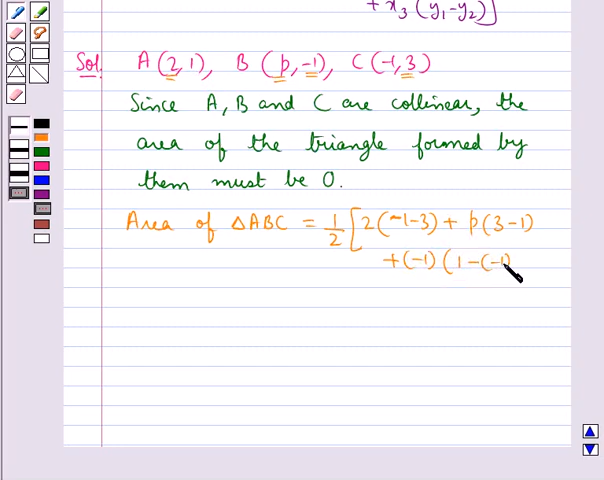 + x₃ (y₁-y₂)]
Sol. A (2,1), B (p,-1), C (-1,3)
Since A, B and C are collinear, the
area of the triangle formed by
them must be 0.
Area of △ABC = 1/2 [2(-1-3) + p(3-1)
+(-1) (1-(-1)